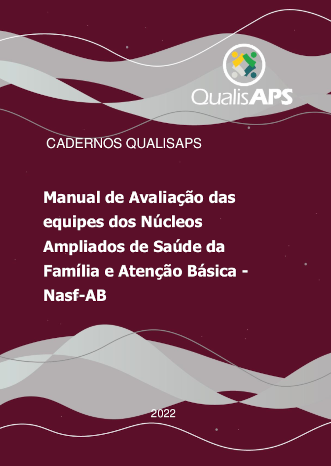 QualisAPS
CADERNOS QUALISAPS
Manual de Avaliação das
equipes dos Núcleos
Ampliados de Saúde da
Família e Atenção Básica -
Nasf-AB
2022